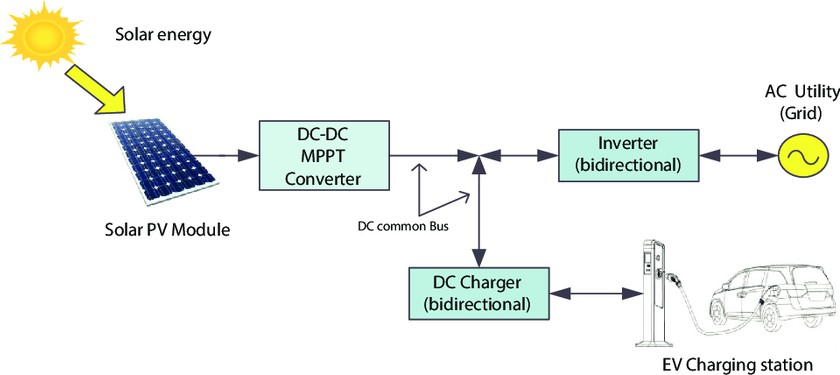 Solar energy
AC Utility
(Grid)
DC-DC
MPPT
Converter
Inverter
(bidirectional)
Solar PV Module
DC common Bus
DC Charger
(bidirectional)
EV Charging station